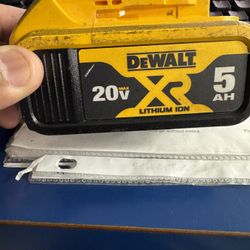 DEWALT
20V MAX
XR
LITHIUM ION
5
AH